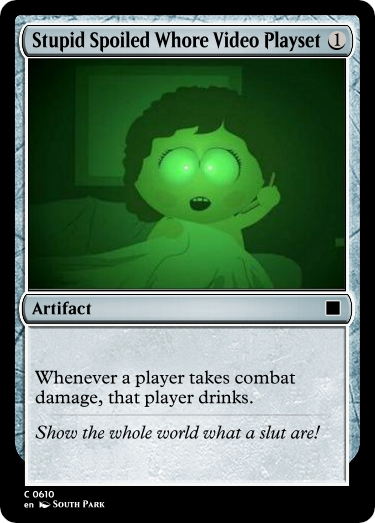 Stupid Spoiled Whore Video Playset 1
Artifact
Whenever a player takes combat
damage, that player drinks.
Show the whole world what a slut are!
C 0610
en South Park